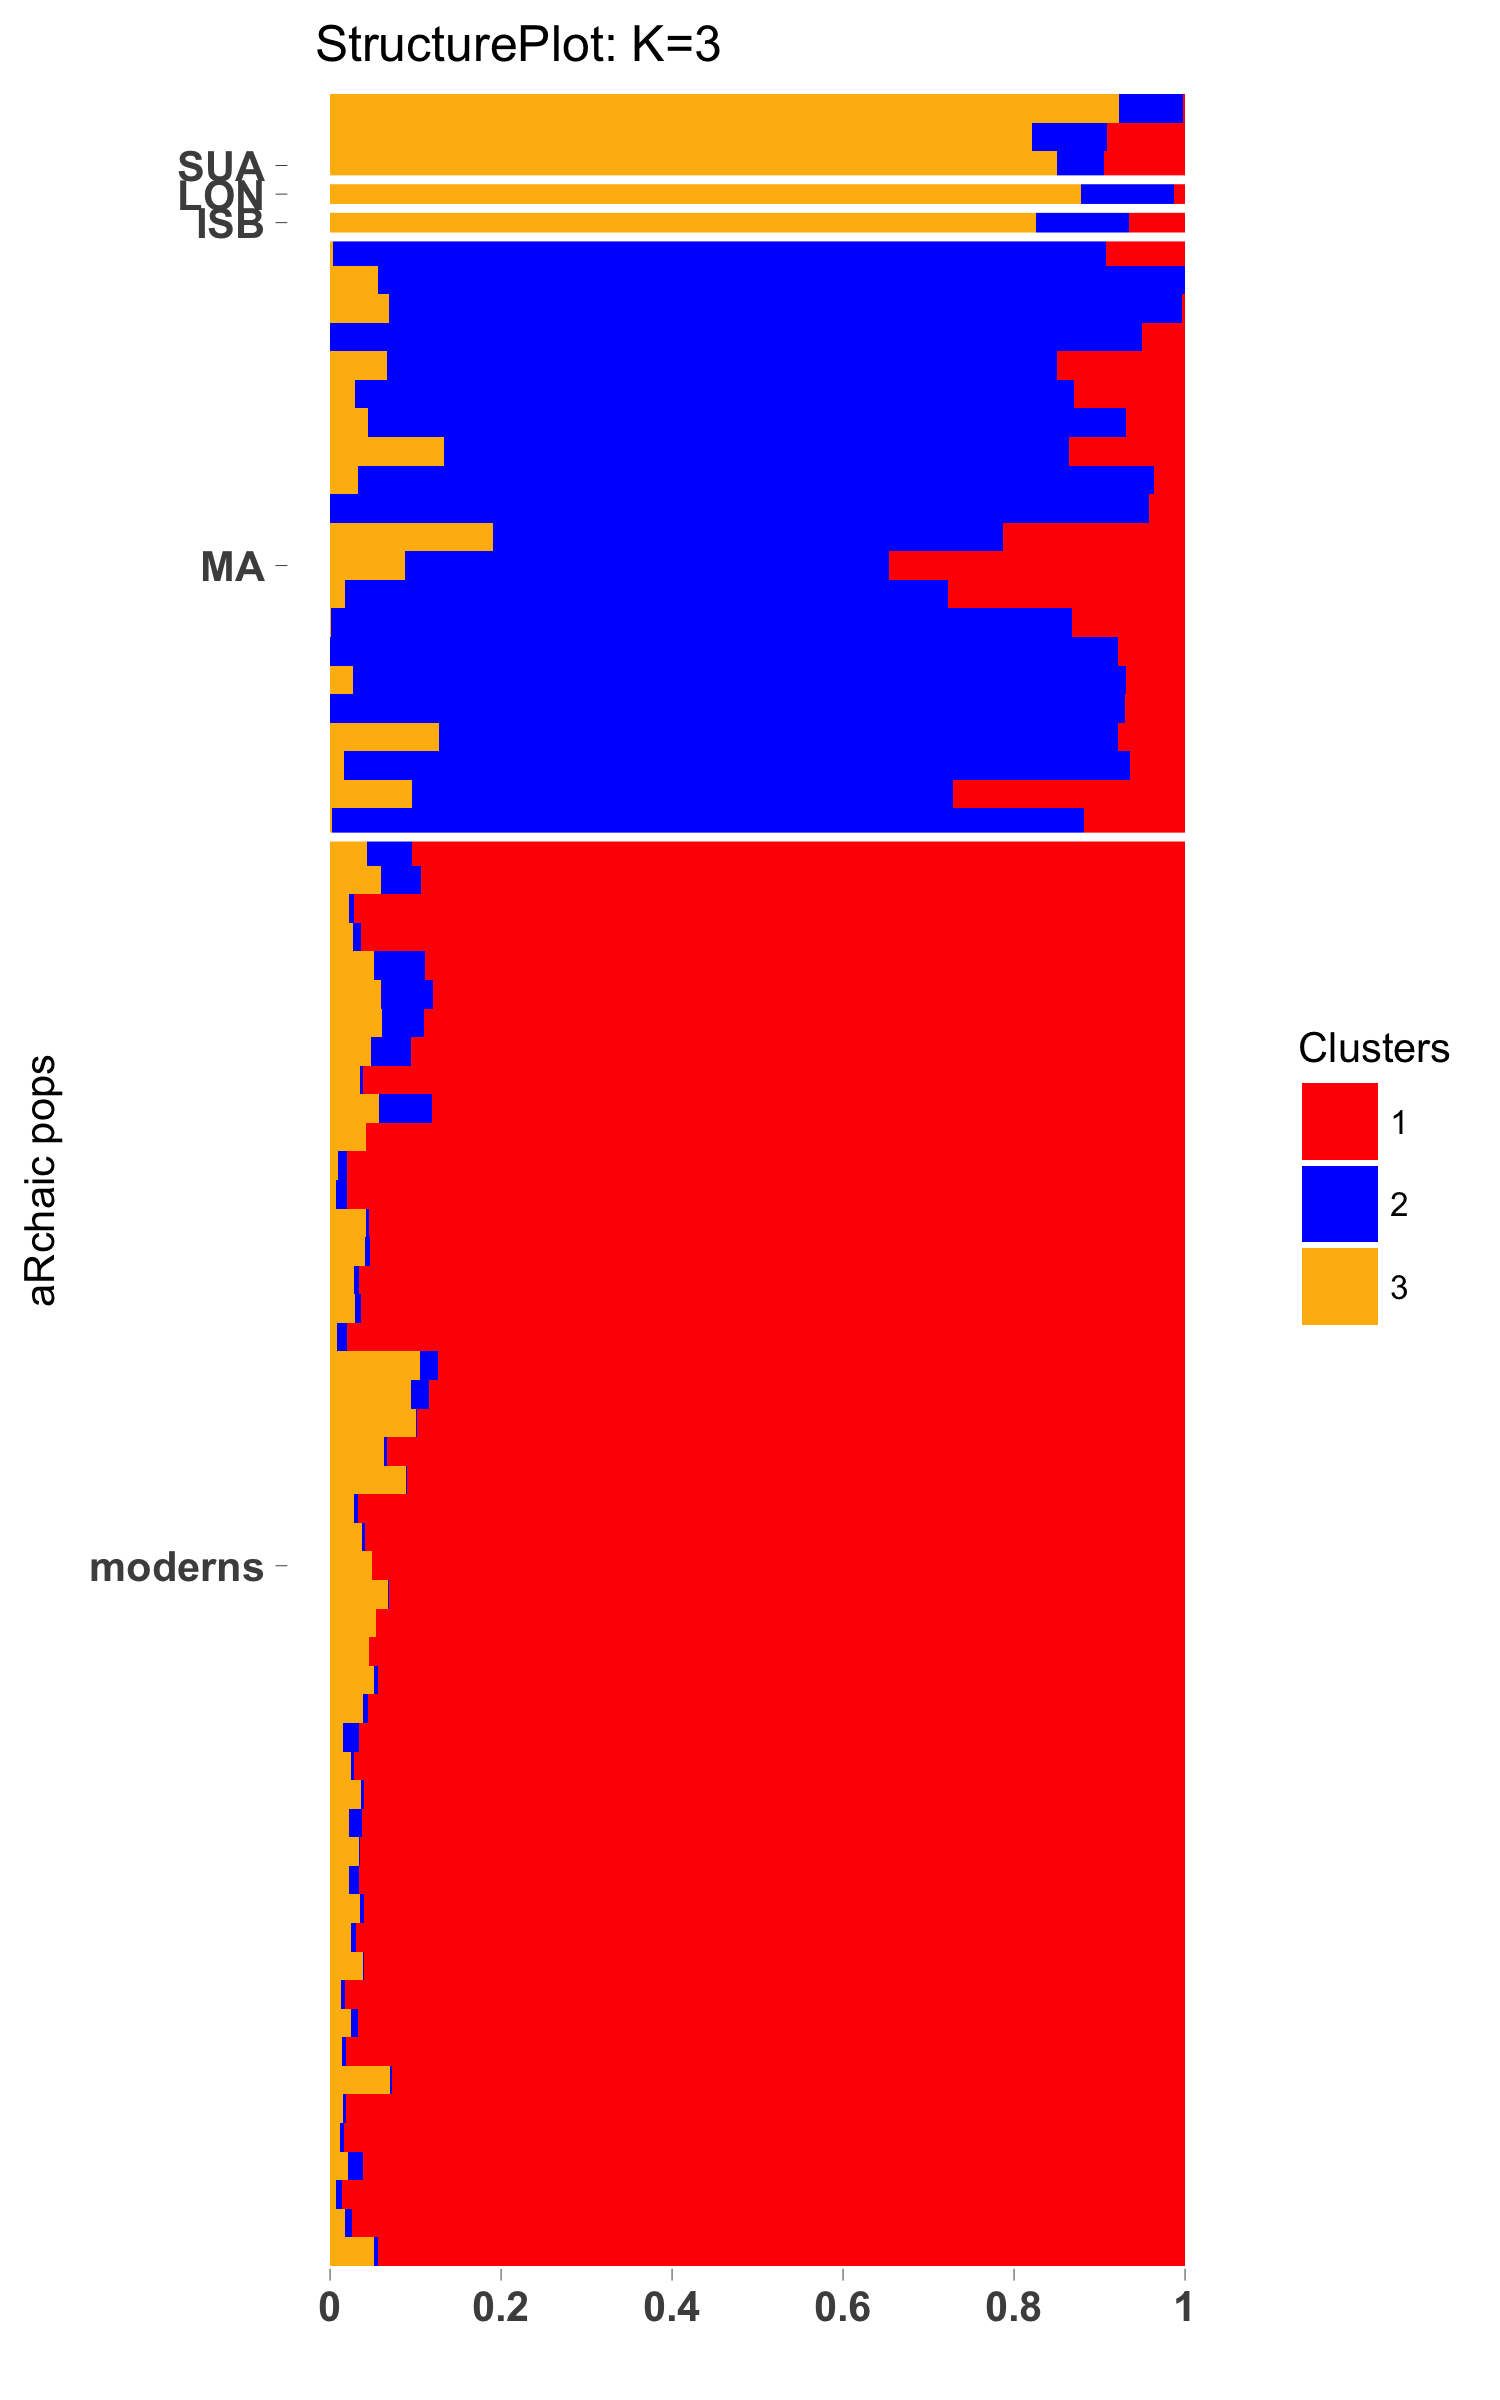 StructurePlot: K=3
SUA
LON
ISB
MA
aRchaic pops
moderns
Clusters
1
2
3
0 0.2 0.4 0.6 0.8 1